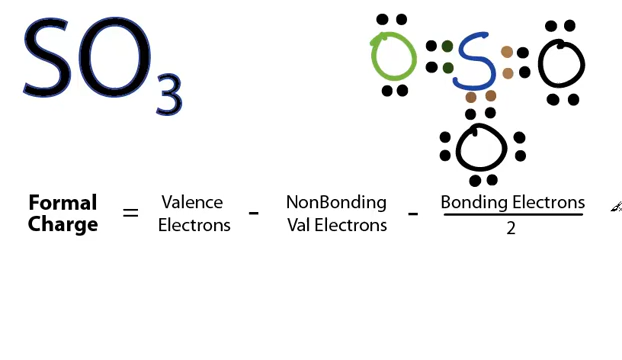 SO3
O S O
O
Formal Charge = Valence Electrons - NonBonding Val Electrons - Bonding Electrons
2